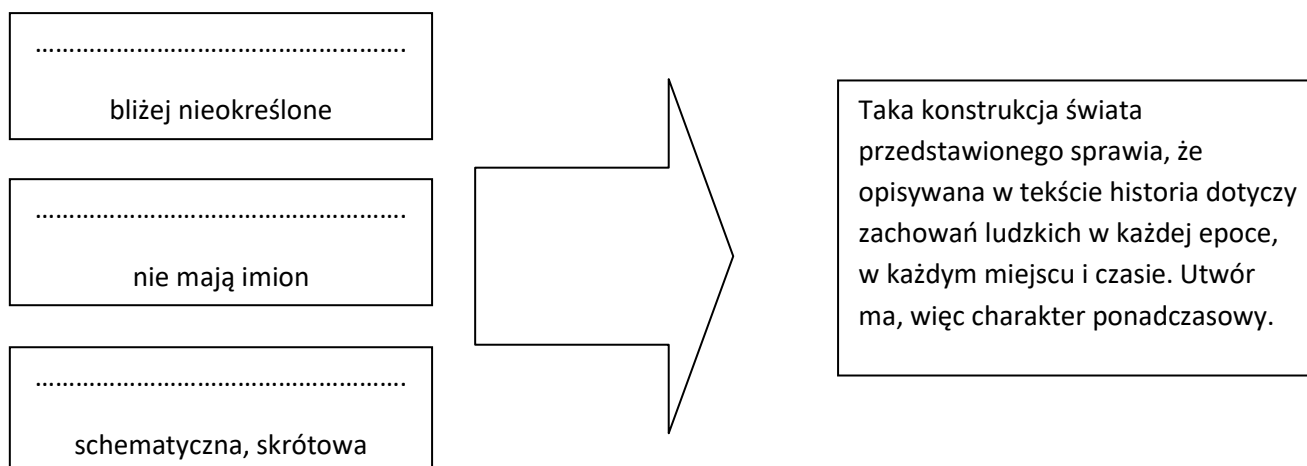 ……………………………………………….
bliżej nieokreślone
……………………………………………….
nie mają imion
……………………………………………….
schematyczna, skrótowa
Taka konstrukcja świata
przedstawionego sprawia, że
opisywana w tekście historia dotyczy
zachowań ludzkich w każdej epoce,
w każdym miejscu i czasie. Utwór
ma, więc charakter ponadczasowy.